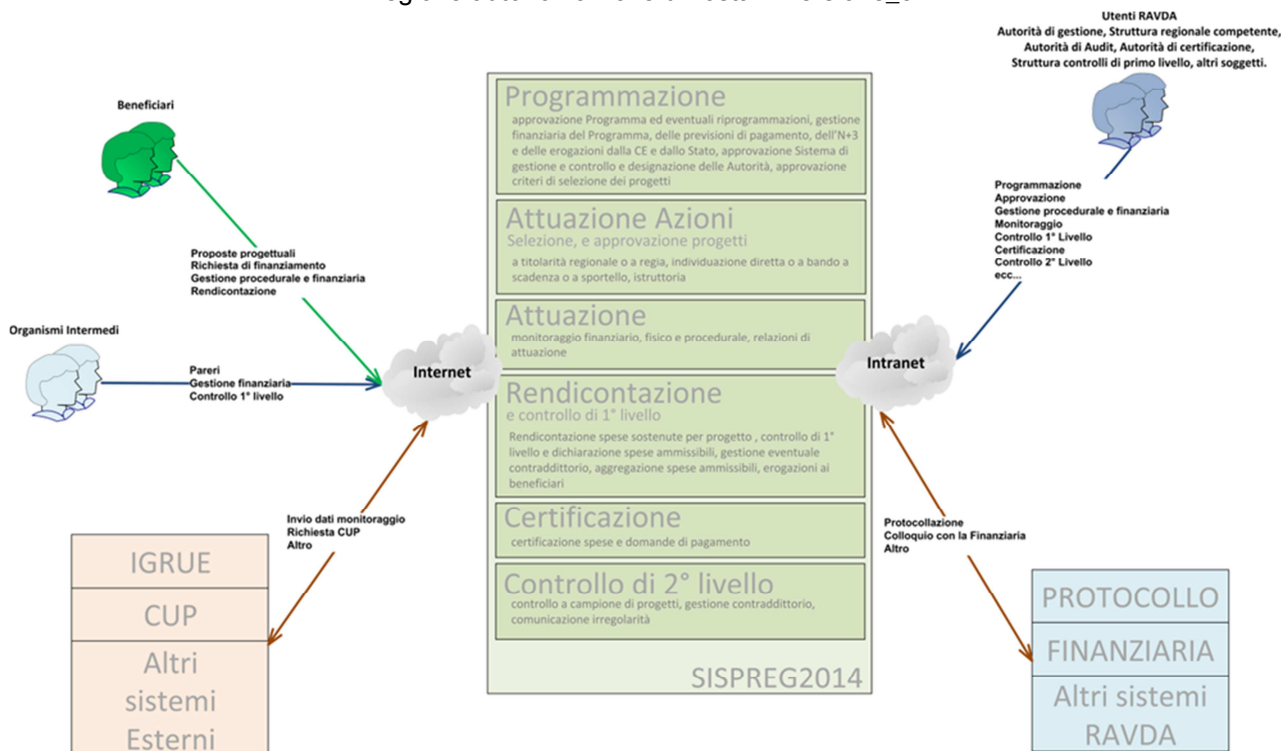 Utenti RAVDA
Autorità di gestione, Struttura regionale competente,
Autorità di Audit, Autorità di certificazione,
Struttura controlli di primo livello, altri soggetti.
Beneficiari
Programmazione
approvazione Programma ed eventuali riprogrammazioni, gestione
finanziaria del Programma, delle previsioni di pagamento, dell'N+3
e delle erogazioni dalla CE e dallo Stato, approvazione Sistema di
gestione e controllo e designazione delle Autorità, approvazione
criteri di selezione dei progetti
Programmazione
Approvazione
Gestione procedurale e finanziaria
Monitoraggio
Controllo 1° Livello
Certificazione
Controllo 2° Livello
ecc...
Proposte progettuali
Richiesta di finanziamento
Gestione procedurale e finanziaria
Rendicontazione
Attuazione Azioni
Selezione, e approvazione progetti
a titolarità regionale o a regia, individuazione diretta o a bando a
scadenza o a sportello, istruttoria
Organismi Intermedi
Pareri
Gestione finanziaria
Controllo 1° livello
Internet
Attuazione
monitoraggio finanziario, fisico e procedurale, relazioni di
attuazione
Intranet
Rendicontazione
e controllo di 1° livello
Rendicontazione spese sostenute per progetto , controllo di 1°
livello e dichiarazione spese ammissibili, gestione eventuale
contraddittorio, aggregazione spese ammissibili, erogazioni ai
beneficiari
Certificazione
certificazione spese e domande di pagamento
Controllo di 2° livello
controllo a campione di progetti, gestione contraddittorio,
comunicazione irregolarità
SISPREG2014
Invio dati monitoraggio
Richiesta CUP
Altro
Protocollazione
Colloquio con la Finanziaria
Altro
IGRUE
CUP
Altri
sistemi
Esterni
PROTOCOLLO
FINANZIARIA
Altri sistemi
RAVDA